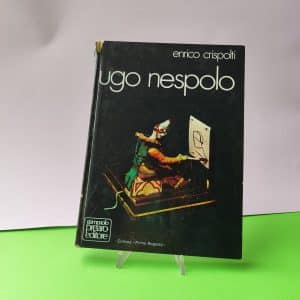 enrico crispolti
ugo nespolo
giampaolo
prearo
editore